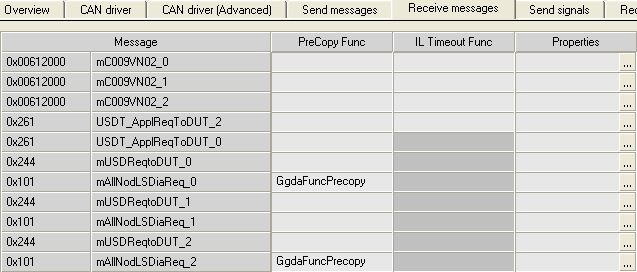 Overview CAN driver CAN driver (Advanced) Send messages Receive messages Send signals Rec
Message PreCopy Func IL Timeout Func Properties
0x00612000 mC009VN02_0 ...
0x00612000 mC009VN02_1 ...
0x00612000 mC009VN02_2 ...
0x261 USDT_ApplReqToDUT_2 ...
0x261 USDT_ApplReqToDUT_0 ...
0x244 mUSDReqtoDUT_0 ...
0x101 mAllNodLSDiaReq_0 GgdaFuncPrecopy ...
0x244 mUSDReqtoDUT_1 ...
0x101 mAllNodLSDiaReq_1 ...
0x244 mUSDReqtoDUT_2 ...
0x101 mAllNodLSDiaReq_2 GgdaFuncPrecopy ...